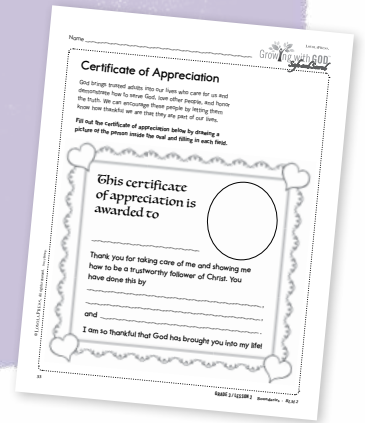 Name
Growing with GOD
Certificate of Appreciation
God brings trusted adults into our lives who care for us and
demonstrate how to serve God, love other people, and honor
the truth. We can encourage these people by letting them
know how thankful we are that they are part of our lives.
Fill out the certificate of appreciation below by drawing a
picture of the person inside the oval and filling in each field.
This certificate
of appreciation is
awarded to
Thank you for taking care of me and showing me
how to be a trustworthy follower of Christ. You
have done this by
and
I am so thankful that God has brought you into my life!
GRADE 2 / LESSON 2